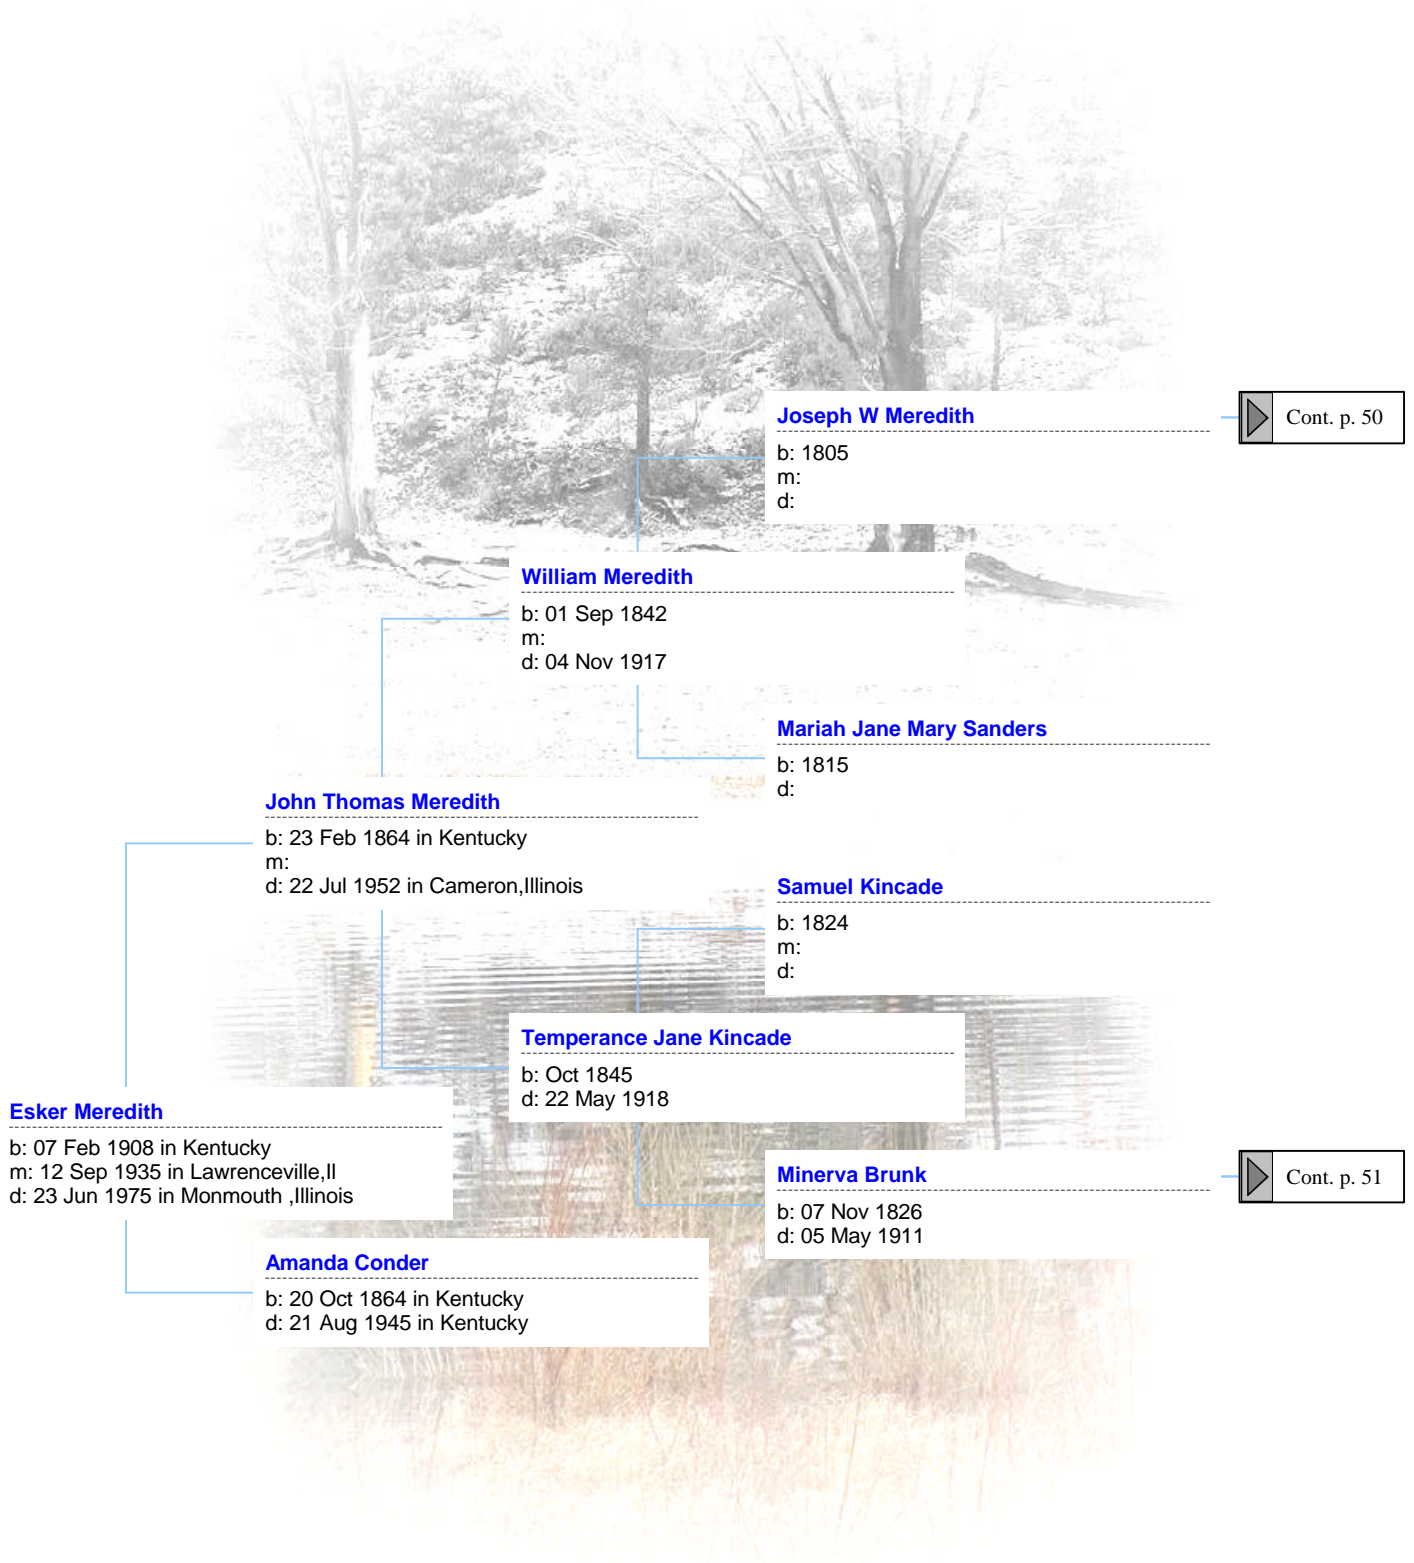 Joseph W Meredith
b: 1805
m:
d:
Cont. p. 50
William Meredith
b: 01 Sep 1842
m:
d: 04 Nov 1917
Mariah Jane Mary Sanders
b: 1815
d:
John Thomas Meredith
b: 23 Feb 1864 in Kentucky
m:
d: 22 Jul 1952 in Cameron,Illinois
Samuel Kincade
b: 1824
m:
d:
Temperance Jane Kincade
b: Oct 1845
d: 22 May 1918
Esker Meredith
b: 07 Feb 1908 in Kentucky
m: 12 Sep 1935 in Lawrenceville,Il
d: 23 Jun 1975 in Monmouth ,Illinois
Minerva Brunk
b: 07 Nov 1826
d: 05 May 1911
Cont. p. 51
Amanda Conder
b: 20 Oct 1864 in Kentucky
d: 21 Aug 1945 in Kentucky